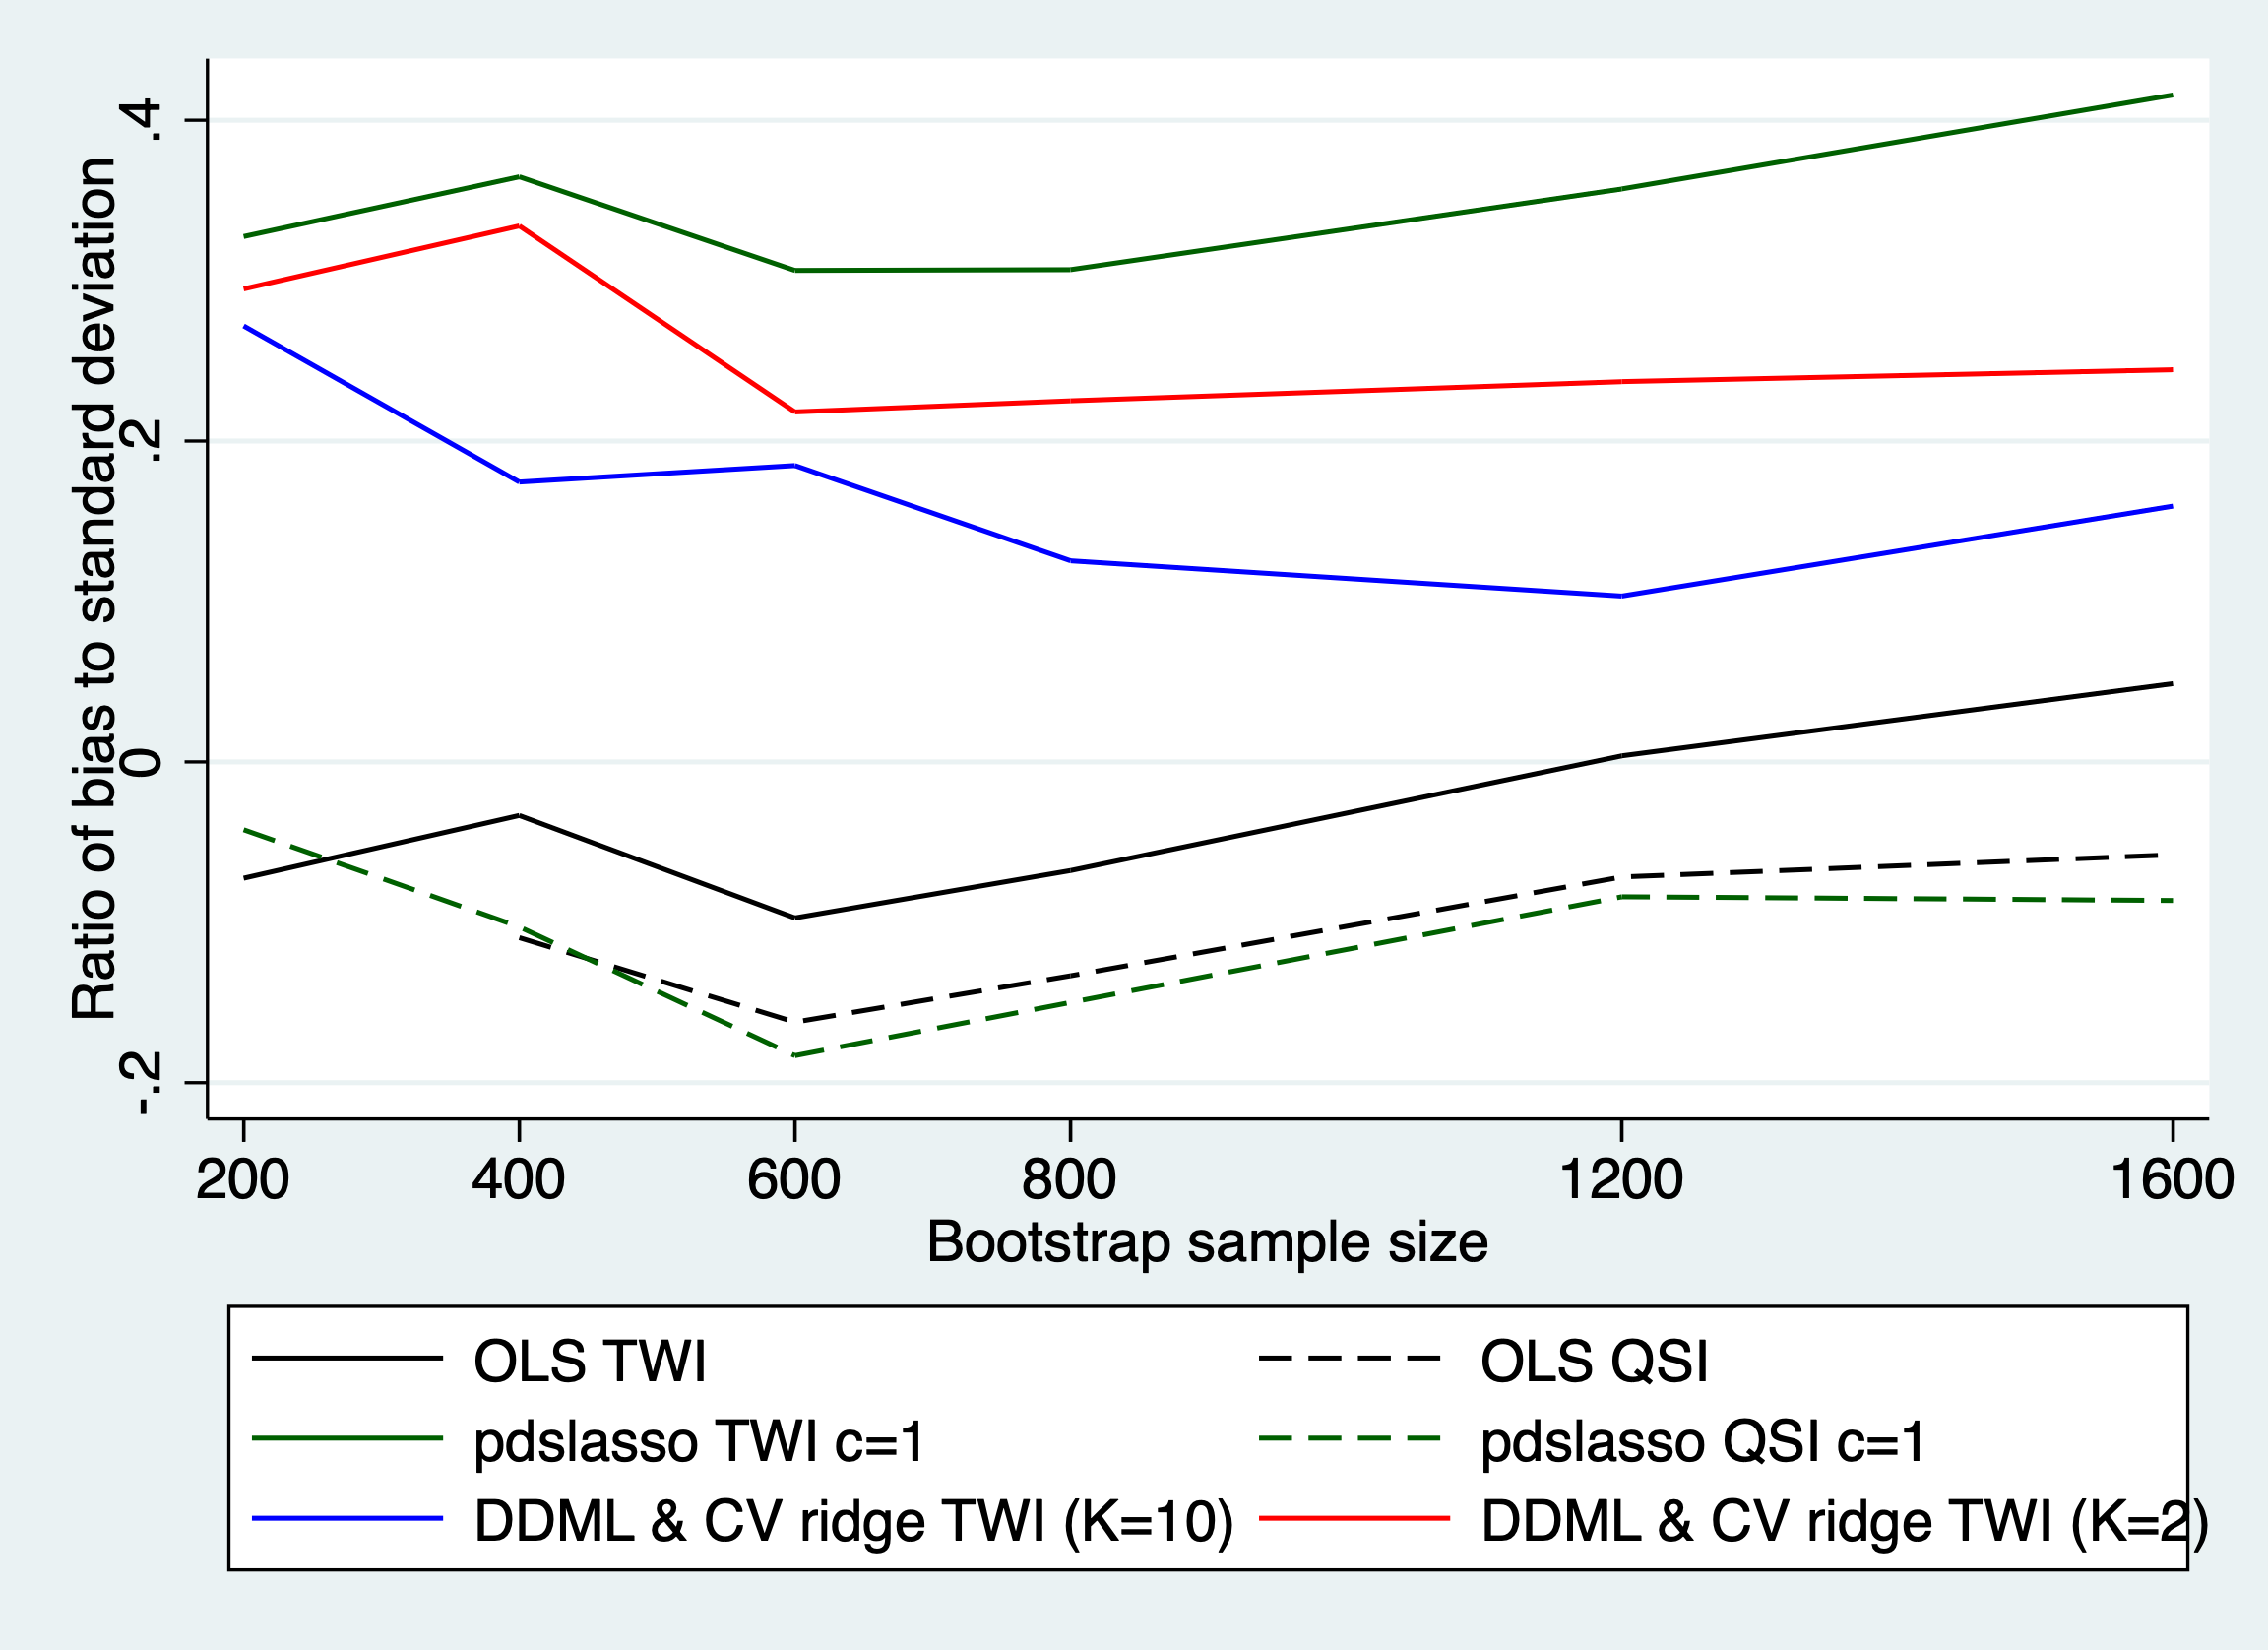 Ratio of bias to standard deviation
.4
.2
0
-.2
200 400 600 800 1200 1600
Bootstrap sample size
OLS TWI OLS QSI
pdslasso TWI c=1 pdslasso QSI c=1
DDML & CV ridge TWI (K=10) DDML & CV ridge TWI (K=2)